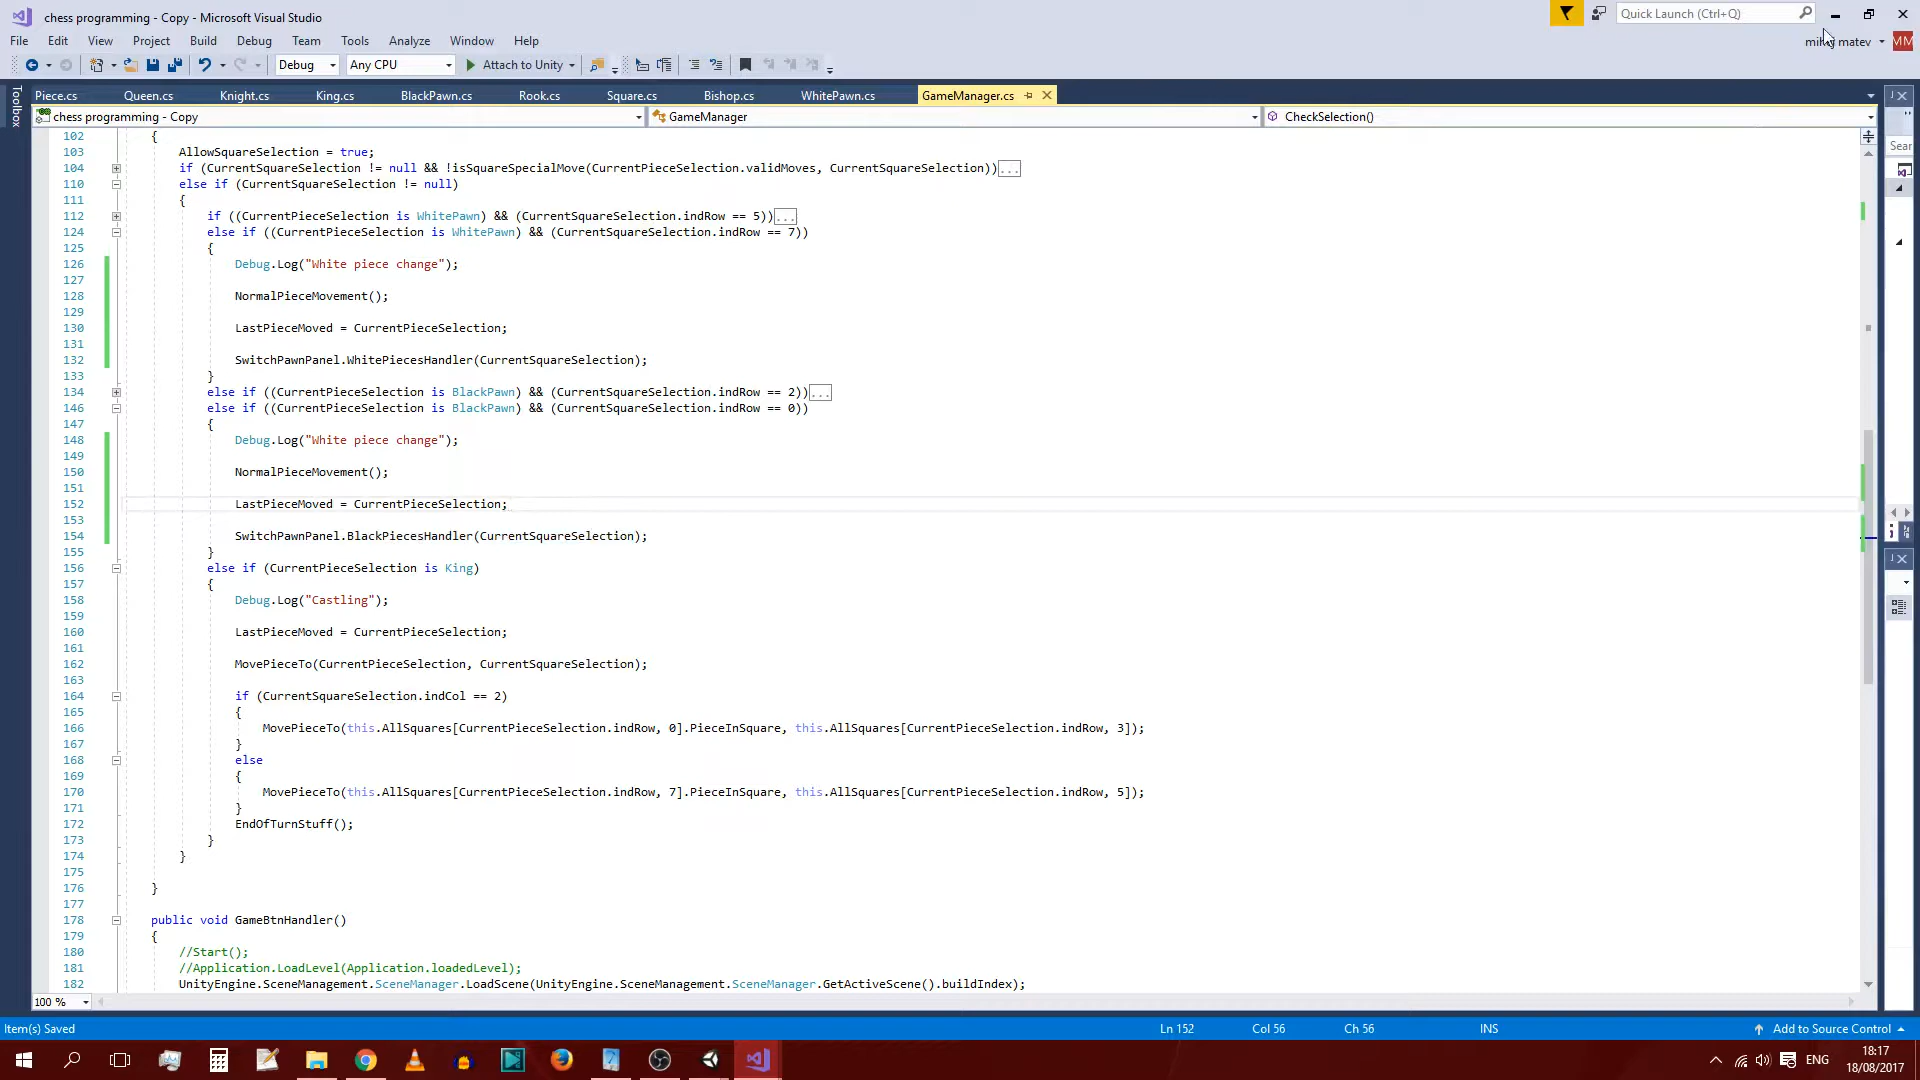 chess programming - Copy - Microsoft Visual Studio
Quick Launch (Ctrl+Q)
File Edit View Project Build Debug Team Tools Analyze Window Help
matev MM
Debug Any CPU Attach to Unity
Toolbox
Piece.cs Queen.cs Knight.cs King.cs BlackPawn.cs Rook.cs Square.cs Bishop.cs WhitePawn.cs GameManager.cs
chess programming - Copy GameManager CheckSelection()
Sear
102 {
103 AllowSquareSelection = true;
104 if (CurrentSquareSelection != null && !isSquareSpecialMove(CurrentPieceSelection.validMoves, CurrentSquareSelection))...
110 else if (CurrentSquareSelection != null)
111 {
112 if ((CurrentPieceSelection is WhitePawn) && (CurrentSquareSelection.indRow == 5))...
124 else if ((CurrentPieceSelection is WhitePawn) && (CurrentSquareSelection.indRow == 7))
125 {
126 Debug.Log("White piece change");
127
128 NormalPieceMovement();
129
130 LastPieceMoved = CurrentPieceSelection;
131
132 SwitchPawnPanel.WhitePiecesHandler(CurrentSquareSelection);
133 }
134 else if ((CurrentPieceSelection is BlackPawn) && (CurrentSquareSelection.indRow == 2))...
146 else if ((CurrentPieceSelection is BlackPawn) && (CurrentSquareSelection.indRow == 0))
147 {
148 Debug.Log("White piece change");
149
150 NormalPieceMovement();
151
152 LastPieceMoved = CurrentPieceSelection;
153
154 SwitchPawnPanel.BlackPiecesHandler(CurrentSquareSelection);
155 }
156 else if (CurrentPieceSelection is King)
157 {
158 Debug.Log("Castling");
159
160 LastPieceMoved = CurrentPieceSelection;
161
162 MovePieceTo(CurrentPieceSelection, CurrentSquareSelection);
163
164 if (CurrentSquareSelection.indCol == 2)
165 {
166 MovePieceTo(this.AllSquares[CurrentPieceSelection.indRow, 0].PieceInSquare, this.AllSquares[CurrentPieceSelection.indRow, 3]);
167 }
168 else
169 {
170 MovePieceTo(this.AllSquares[CurrentPieceSelection.indRow, 7].PieceInSquare, this.AllSquares[CurrentPieceSelection.indRow, 5]);
171 }
172 EndOfTurnStuff();
173 }
174 }
175
176 }
177
178 public void GameBtnHandler()
179 {
180 //Start();
181 //Application.LoadLevel(Application.loadedLevel);
182 UnityEngine.SceneManagement.SceneManager.LoadScene(UnityEngine.SceneManagement.SceneManager.GetActiveScene().buildIndex);
100 %
Item(s) Saved Ln 152 Col 56 Ch 56 INS Add to Source Control
ENG 18:17
18/08/2017